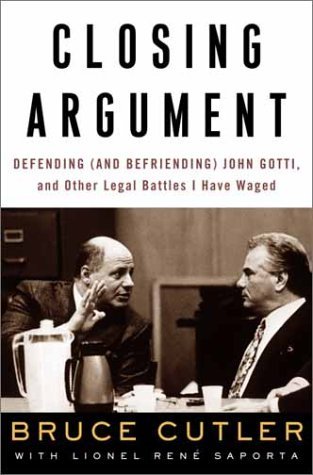 CLOSING
ARGUMENT
DEFENDING (AND BEFRIENDING) JOHN GOTTI,
and Other Legal Battles I Have Waged
BRUCE CUTLER
WITH LIONEL RENÉ SAPORTA